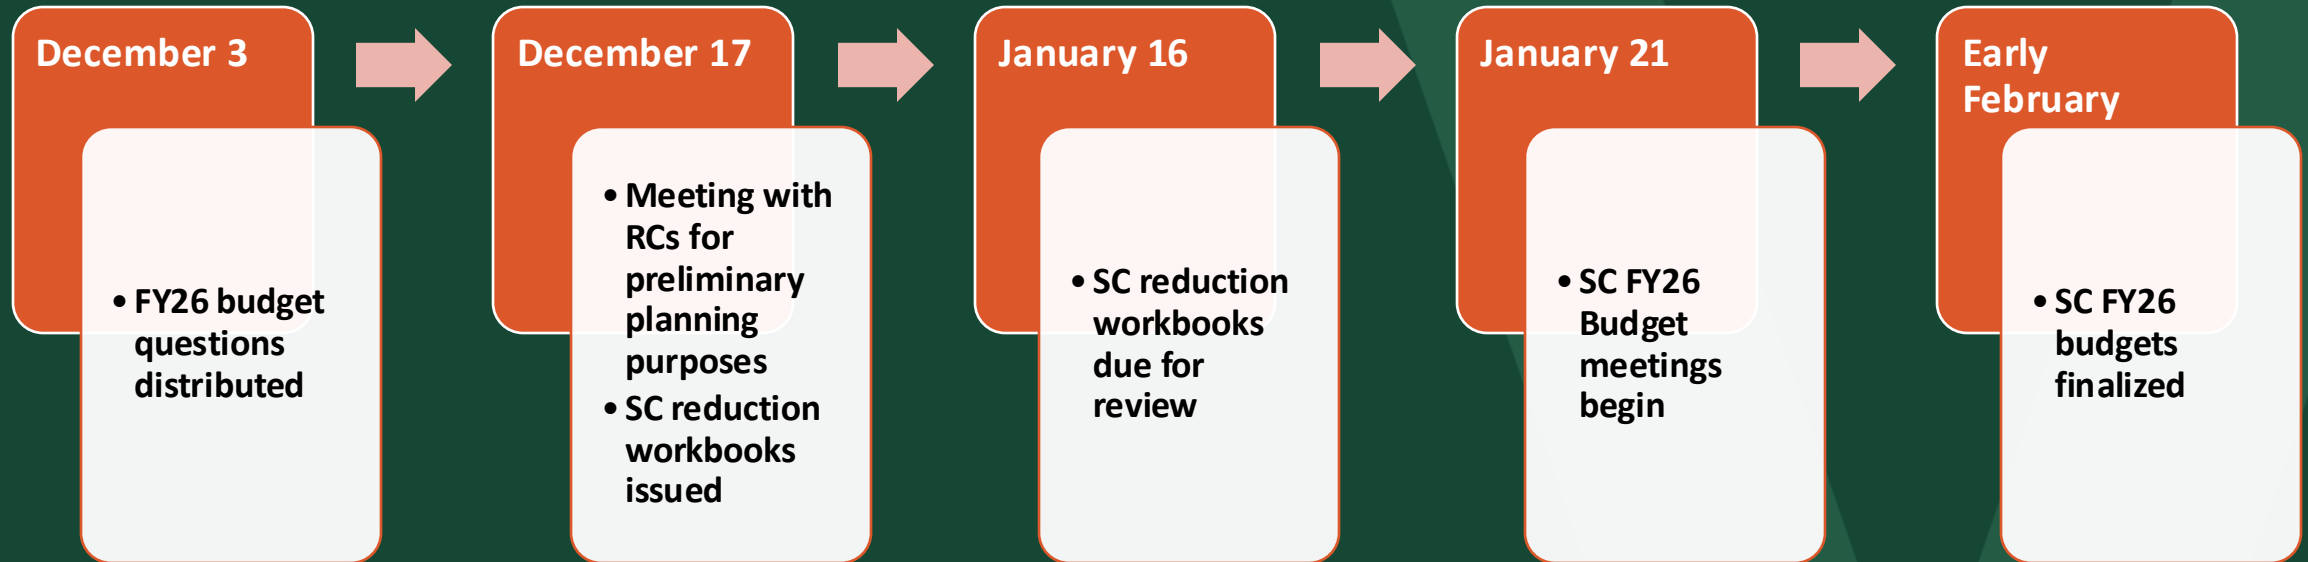 December 3
• FY26 budget
questions
distributed
December 17
• Meeting with
RCs for
preliminary
planning
purposes
• SC reduction
workbooks
issued
January 16
• SC reduction
workbooks
due for
review
January 21
• SC FY26
Budget
meetings
begin
Early
February
• SC FY26
budgets
finalized